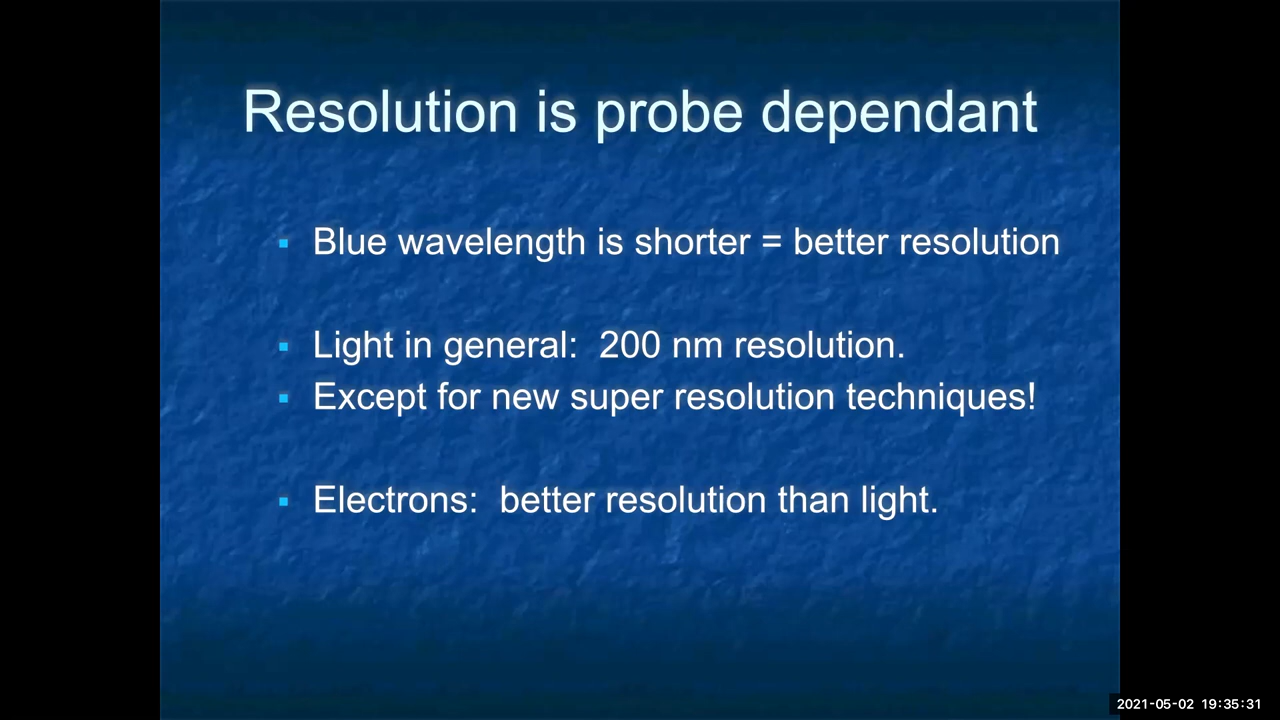 Resolution is probe dependant
▪ Blue wavelength is shorter = better resolution
▪ Light in general:  200 nm resolution.
▪ Except for new super resolution techniques!
▪ Electrons:  better resolution than light.
2021-05-02 19:35:31